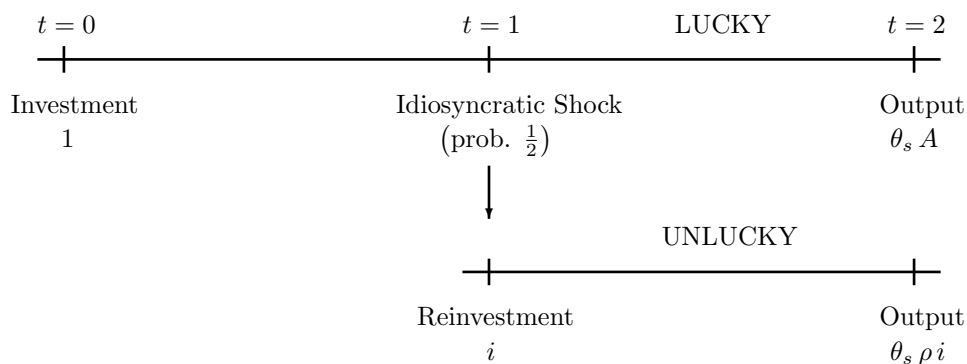 t = 0 t = 1 LUCKY t = 2
Investment Idiosyncratic Shock Output
1 (prob. 1/2) θ_s A
UNLUCKY
Reinvestment Output
i θ_s ρ i